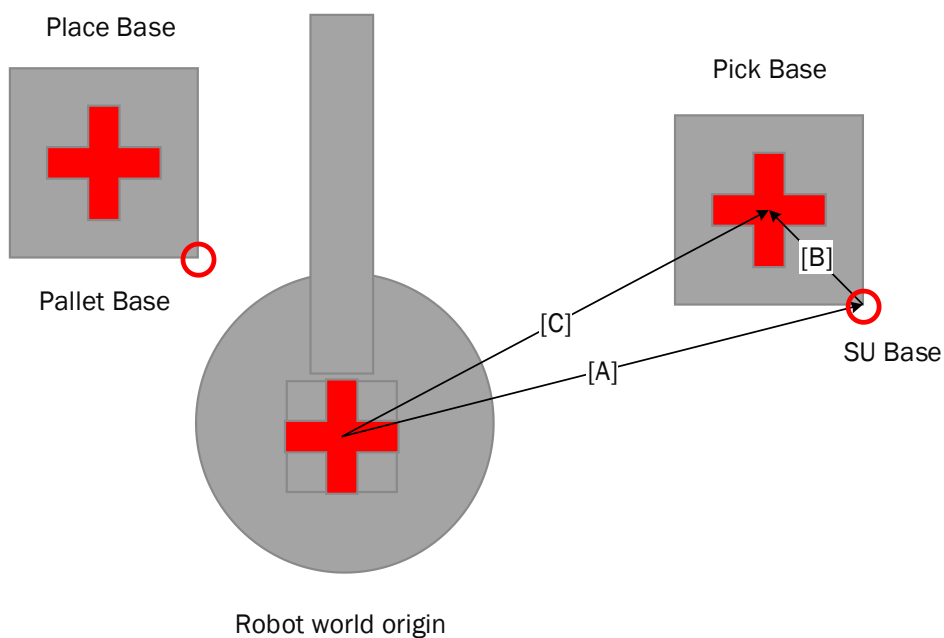 Place Base
Pick Base
[B]
Pallet Base
[C]
SU Base
[A]
Robot world origin